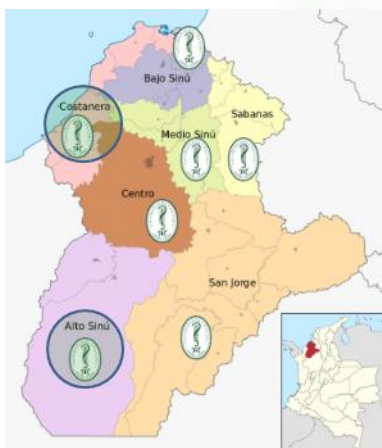 Bajo Sinú
Costanera
Sabanas
Medio Sinú
Centro
San Jorge
Alto Sinú